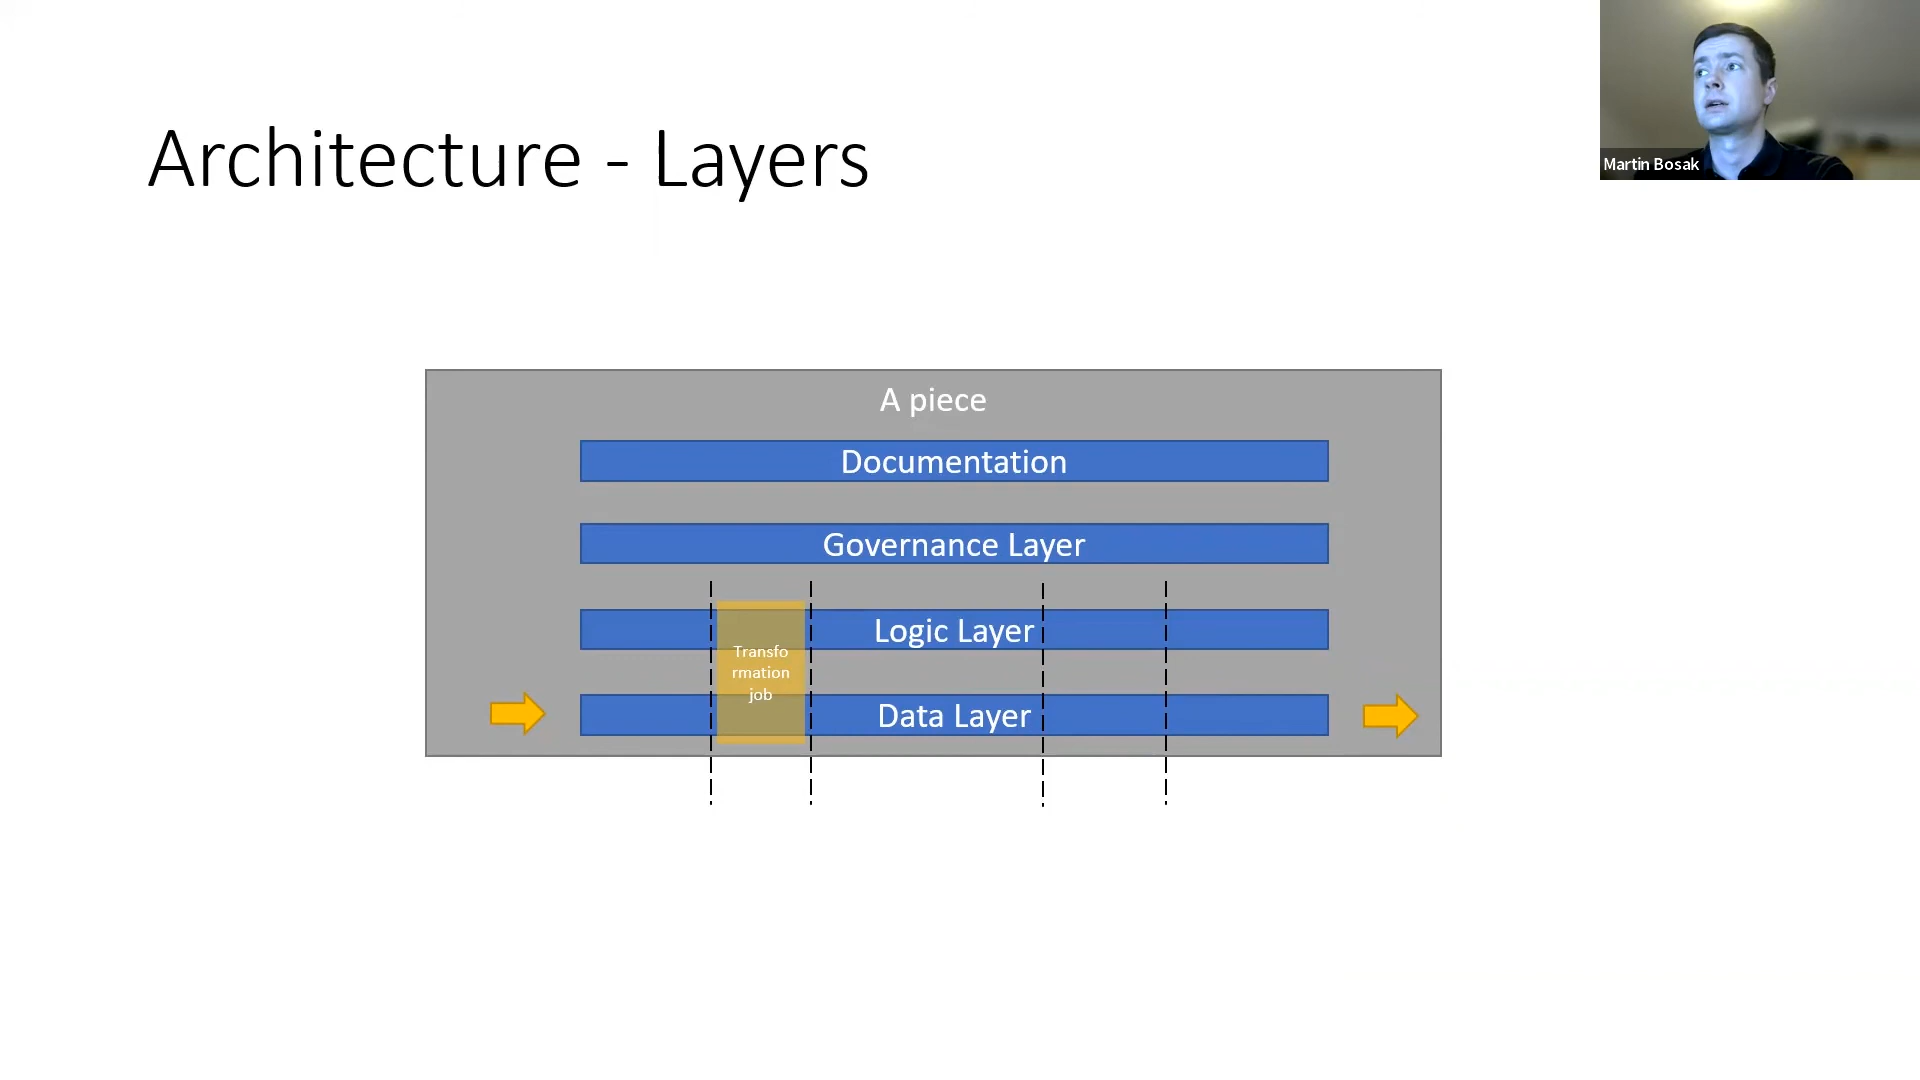 Architecture - Layers
Martin Bosak
A piece
Documentation
Governance Layer
Logic Layer
Transfo
rmation
job
Data Layer